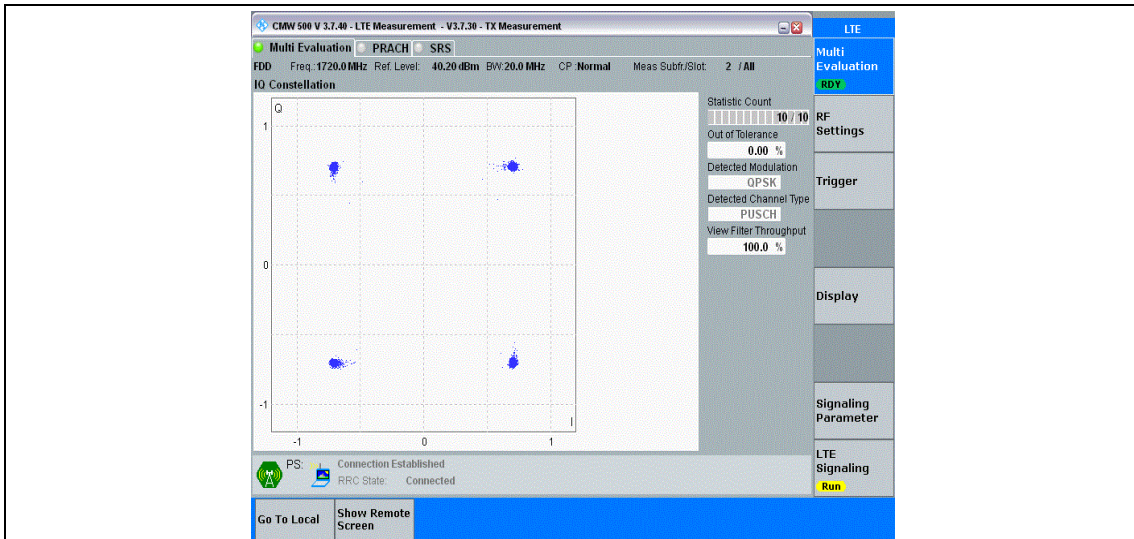 CMW 500 V 3.7.40 - LTE Measurement - V3.7.30 - TX Measurement
LTE
Multi Evaluation PRACH SRS
FDD Freq.:1720.0 MHz Ref. Level: 40.20 dBm BW:20.0 MHz CP :Normal Meas Subfr./Slot: 2 / All
IQ Constellation
Q
1
0
-1
-1 0 1
I
Statistic Count
10 / 10
Out of Tolerance
0.00 %
Detected Modulation
QPSK
Detected Channel Type
PUSCH
View Filter Throughput
100.0 %
PS: Connection Established
RRC State: Connected
Multi
Evaluation
RDY
RF
Settings
Trigger
Display
Signaling
Parameter
LTE
Signaling
Run
Go To Local
Show Remote
Screen